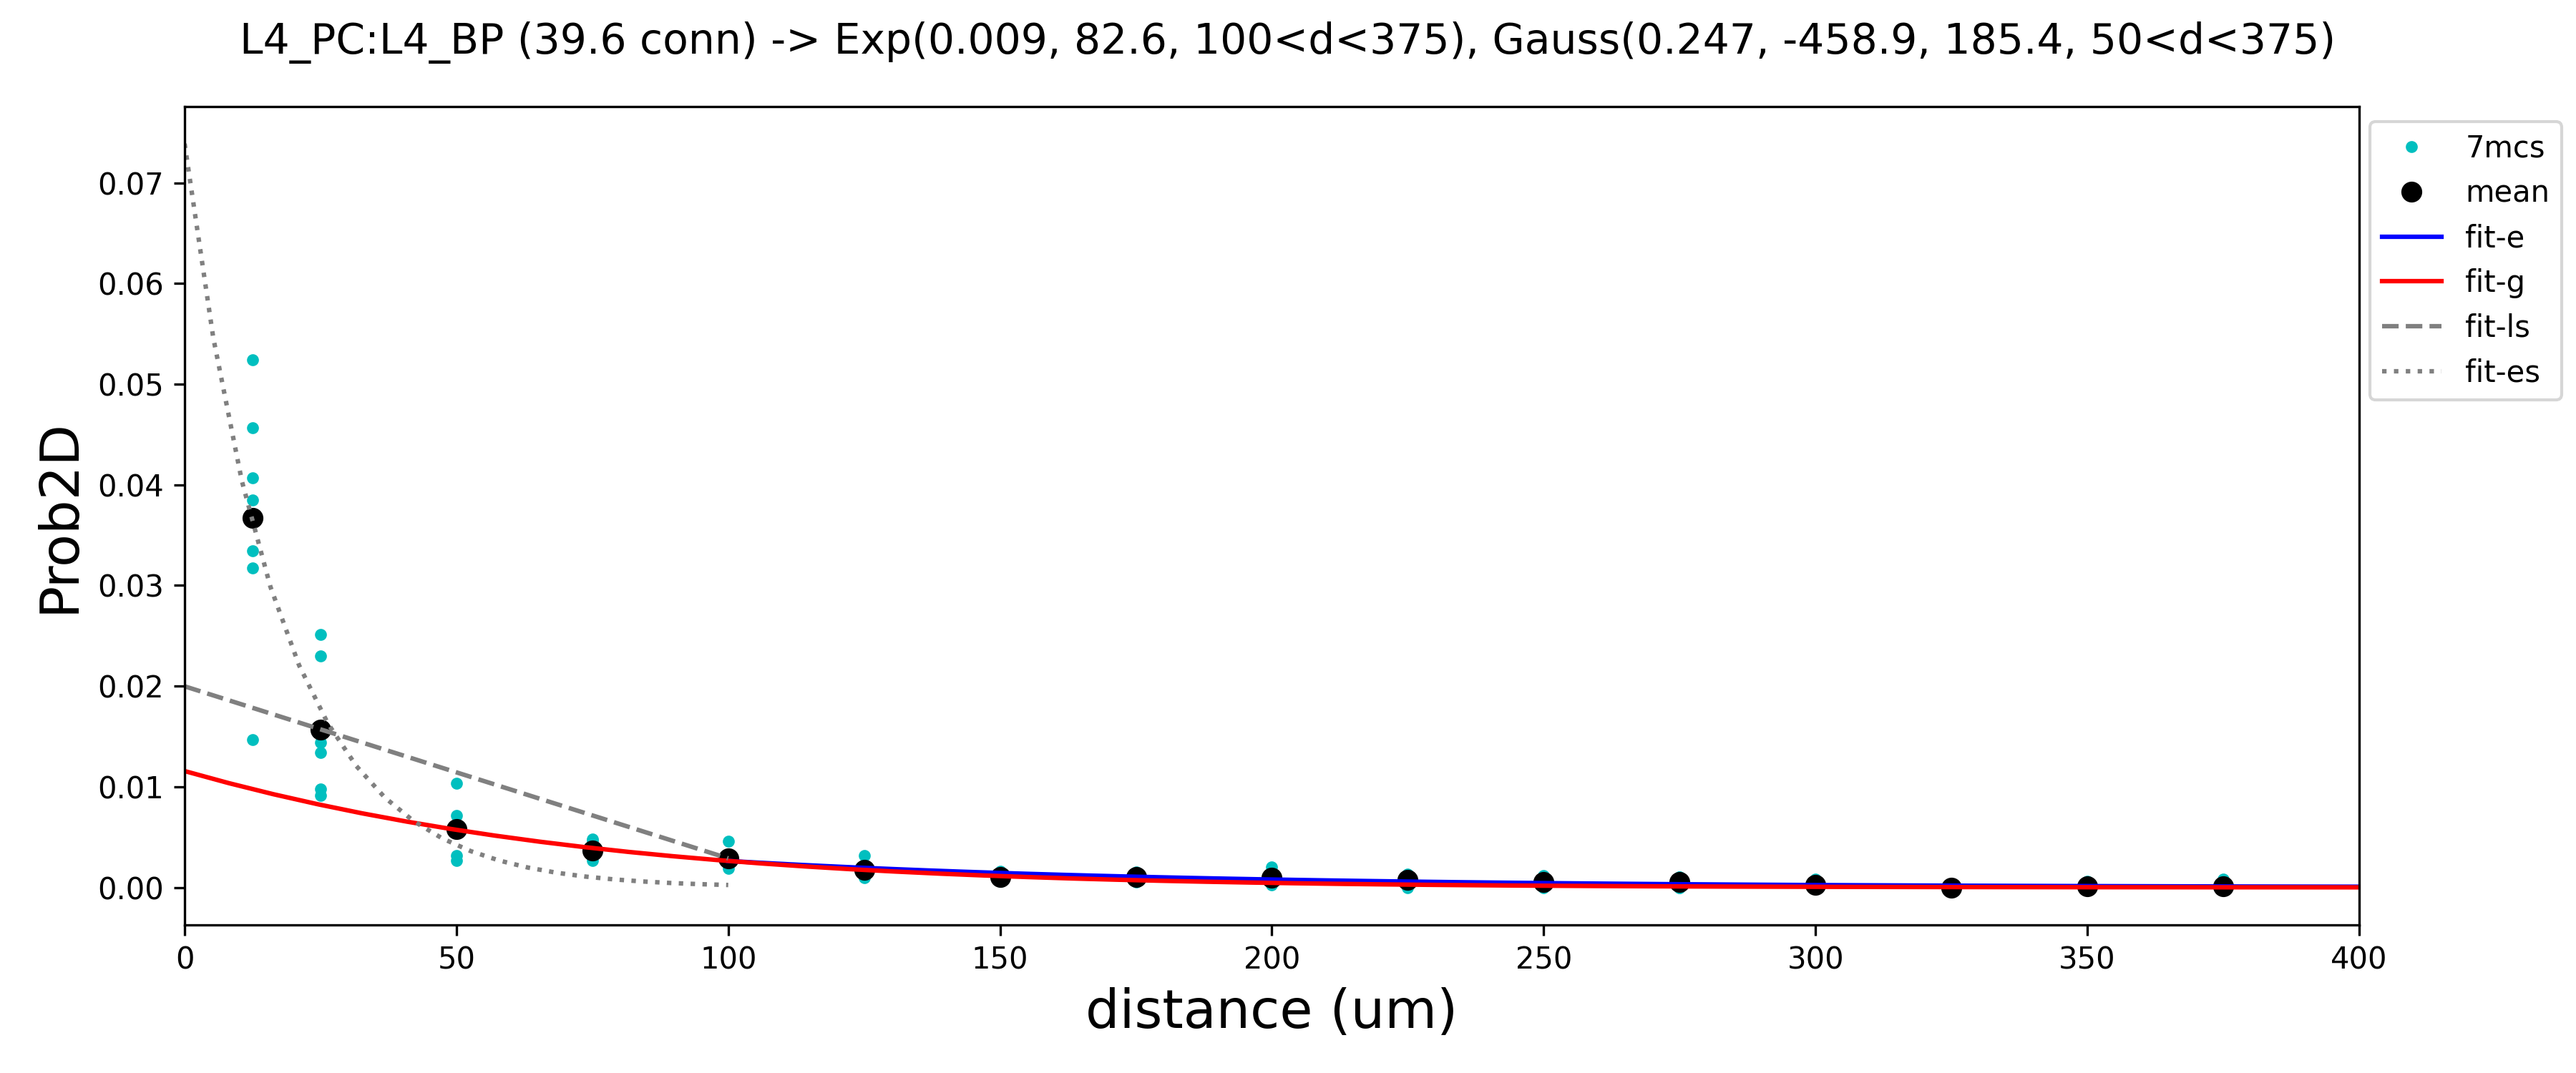 L4_PC:L4_BP (39.6 conn) -> Exp(0.009, 82.6, 100<d<375), Gauss(0.247, -458.9, 185.4, 50<d<375)
Prob2D
0.07
0.06
0.05
0.04
0.03
0.02
0.01
0.00
0 50 100 150 200 250 300 350 400
distance (um)
7mcs
mean
fit-e
fit-g
fit-ls
fit-es